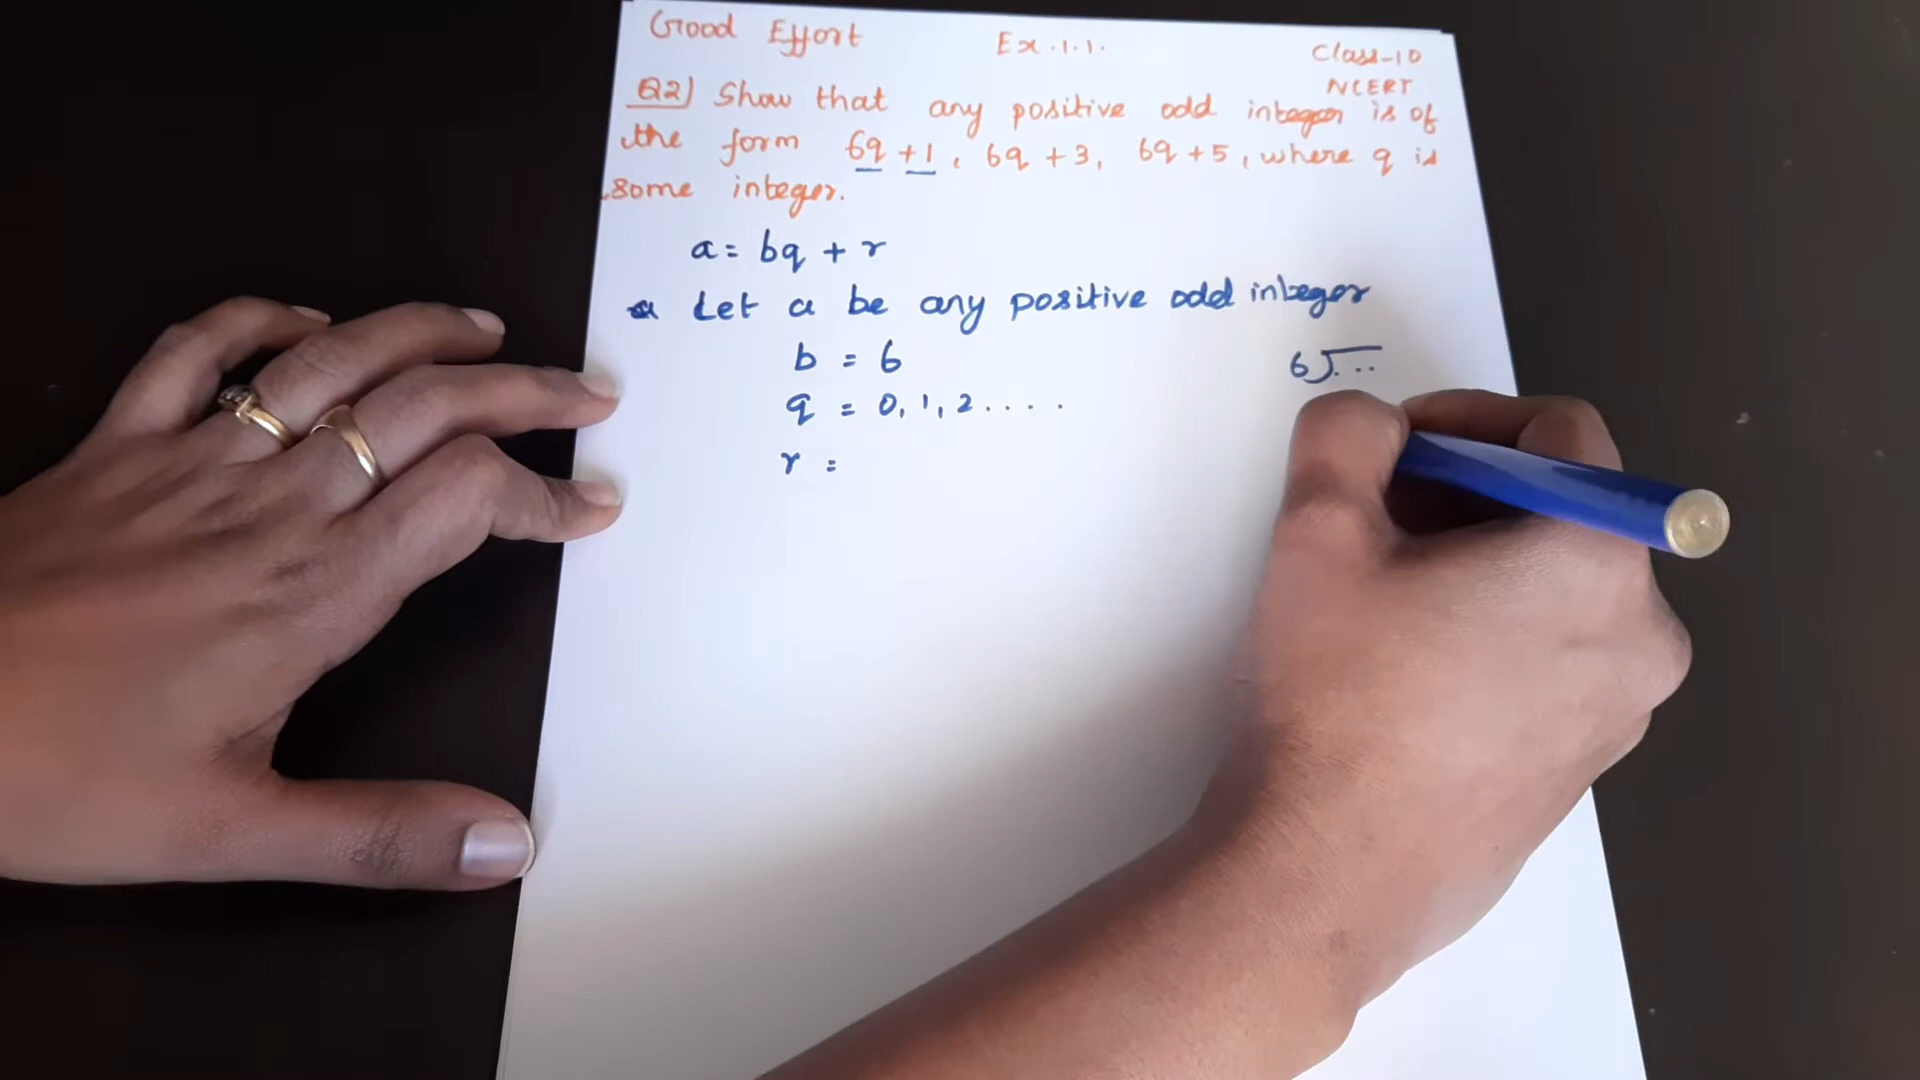 Good Effort Ex.1.1. Class-10
NCERT
Q2) Show that any positive odd integer is of
the form 6q +1, 6q +3, 6q +5, where q is
some integer.
a = bq + r
Let a be any positive odd integer
b = 6
6)...
q = 0, 1, 2....
r =